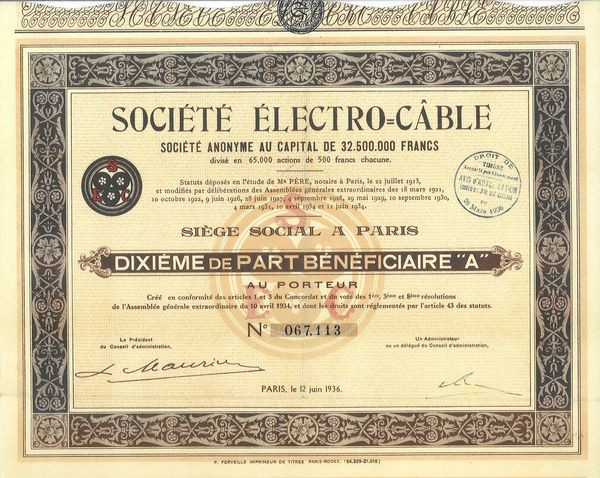 SOCIÉTÉ ÉLECTRO=CÂBLE
SOCIÉTÉ ANONYME AU CAPITAL DE 32.500.000 FRANCS
divisé en 65.000 actions de 500 francs chacune.
Statuts déposés en l'étude de Me PÈRE, notaire à Paris, le 12 juillet 1913,
et modifiés par délibérations des Assemblées générales extraordinaires des 18 mars 1921,
10 octobre 1922, 9 juin 1926, 28 juin 1927, 4 septembre 1928, 29 mai 1929, 10 septembre 1930,
4 mars 1931, 10 avril 1934 et 11 juin 1934.
S
E C
DROIT DE
TIMBRE
SIÈGE SOCIAL A PARIS
DIXIÈME DE PART BÉNÉFICIAIRE "A"
AU PORTEUR
S
E C
Créé en conformité des articles 1 et 3 du Concordat et du vote des 1ère, 3ème et 8ème résolutions
de l'Assemblée générale extraordinaire du 10 avril 1934, et dont les droits sont réglementés par l'article 43 des statuts.
No 067.113
Le Président
du Conseil d'administration,
Un Administrateur
ou un délégué du Conseil d'administration.
PARIS, le 12 juin 1936.
P. FORVEILLE IMPRIMEUR DE TITRES PARIS-RODEZ. (54.329-21.016)